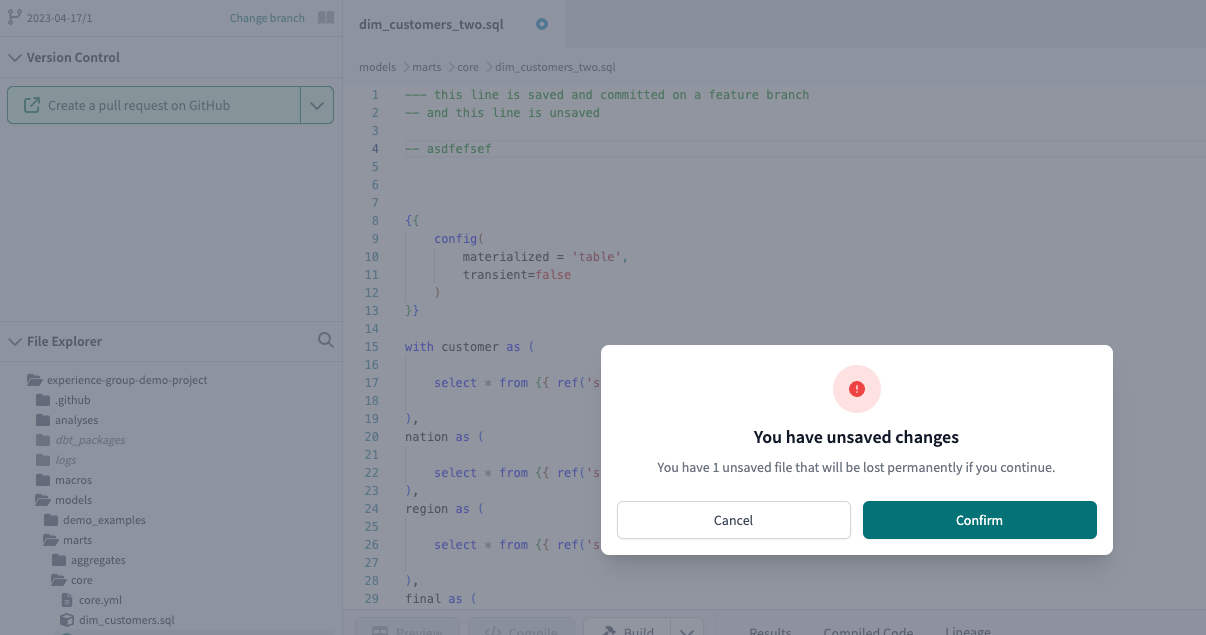 2023-04-17/1
Change branch
Version Control
Create a pull request on GitHub
File Explorer
experience-group-demo-project
.github
analyses
dbt_packages
logs
macros
models
demo_examples
marts
aggregates
core
core.yml
dim_customers.sql
dim_customers_two.sql
models > marts > core > dim_customers_two.sql
1 --- this line is saved and committed on a feature branch
2 -- and this line is unsaved
3
4 -- asdfefsef
5
6
7
8 {{
9 config(
10 materialized = 'table',
11 transient=false
12 )
13 }}
14
15 with customer as (
16
17 select * from {{ ref('s
18
19 ),
20 nation as (
21
22 select * from {{ ref('s
23 ),
24 region as (
25
26 select * from {{ ref('s
27
28 ),
29 final as (
You have unsaved changes
You have 1 unsaved file that will be lost permanently if you continue.
Cancel
Confirm
Preview
</> Compile
Build
Results
Compiled Code
Lineage